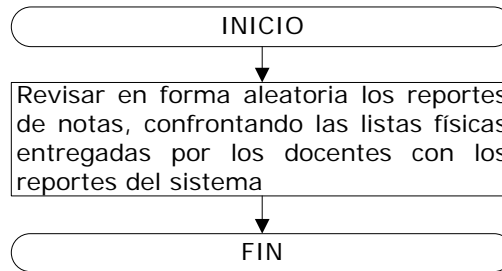 INICIO
Revisar en forma aleatoria los reportes
de notas, confrontando las listas físicas
entregadas por los docentes con los
reportes del sistema
FIN